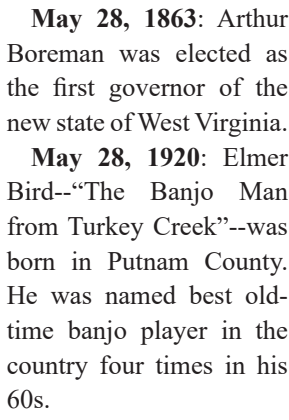 May 28, 1863: Arthur
Boreman was elected as
the first governor of the
new state of West Virginia.
May 28, 1920: Elmer
Bird--“The Banjo Man
from Turkey Creek”--was
born in Putnam County.
He was named best old-
time banjo player in the
country four times in his
60s.